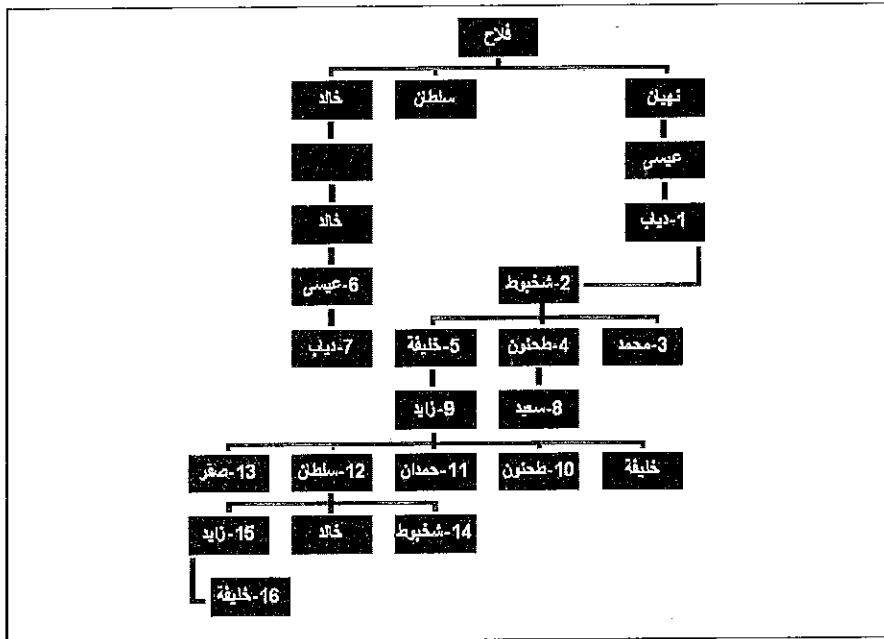 فلاح
نهيان سلطان خالد
عيسى
1-دياب خالد
2-شخبوط 6-عيسى
3-محمد 4-طحنون 5-خليفة 7-دياب
8-سعيد 9-زايد
خليفة 10-طحنون 11-حمدان 12-سلطان 13-صقر
14-شخبوط خالد 15-زايد
16-خليفة